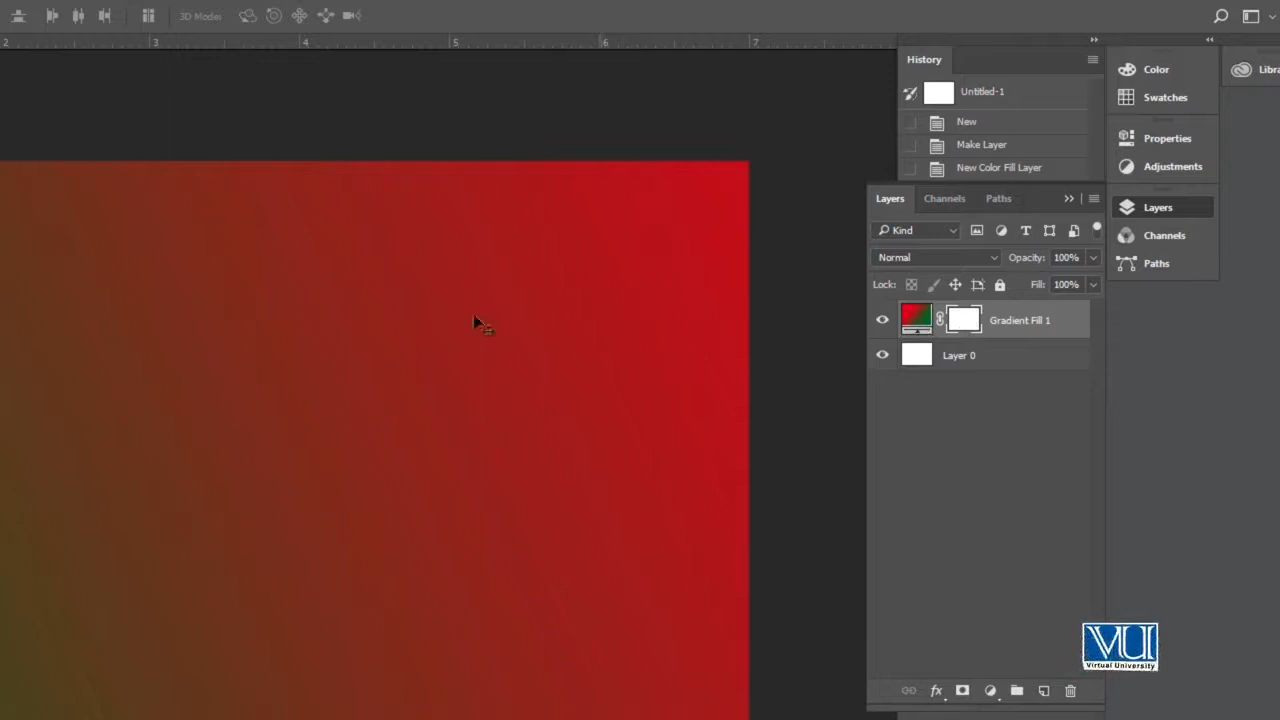 3D Mode:
2 3 4 5 6 7
History
Untitled-1
New
Make Layer
New Color Fill Layer
Layers Channels Paths
Kind
Normal Opacity: 100%
Lock: Fill: 100%
Gradient Fill 1
Layer 0
fx
Color
Swatches
Properties
Adjustments
Layers
Channels
Paths
Libra
VU
Virtual University